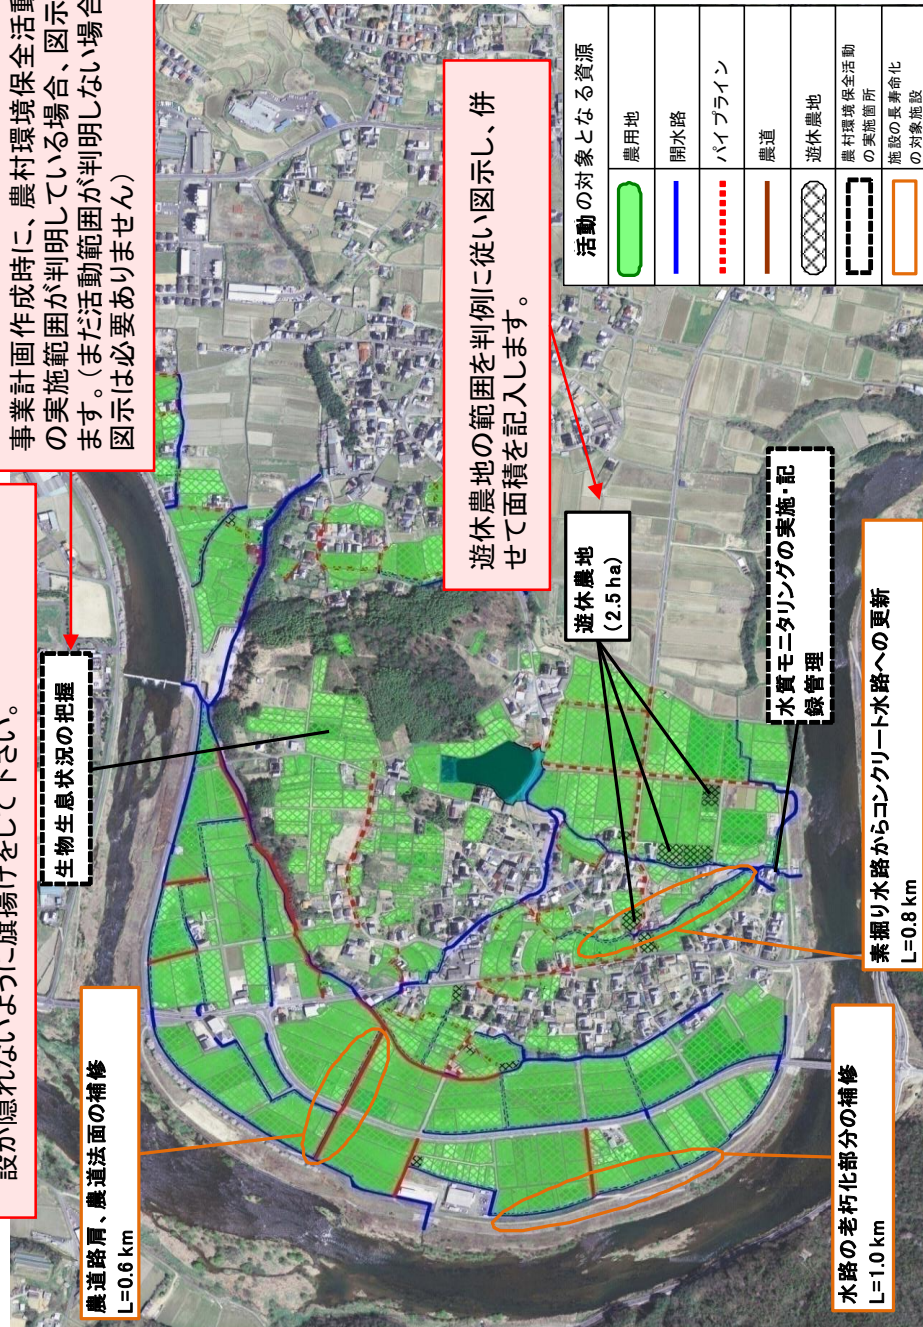 事業計画作成時に、農村環境保全活動
の実施範囲が判明している場合、図示
ます。（まだ活動範囲が判明しない場合
図示は必要ありません）
設が隠れないように旗揚げをして下さい。
生物生息状況の把握
遊休農地の範囲を判例に従い図示し、併
せて面積を記入します。
農道路肩、農道法面の補修
L=0.6km
遊休農地
(2.5ha)
水質モニタリングの実施・記
録管理
水路の老朽化部分の補修
L=1.0km
素掘り水路からコンクリート水路への更新
L=0.8km
活動の対象となる資源
農用地
開水路
パイプライン
農道
遊休農地
農村環境保全活動
の実施箇所
施設の長寿命化
の対象施設